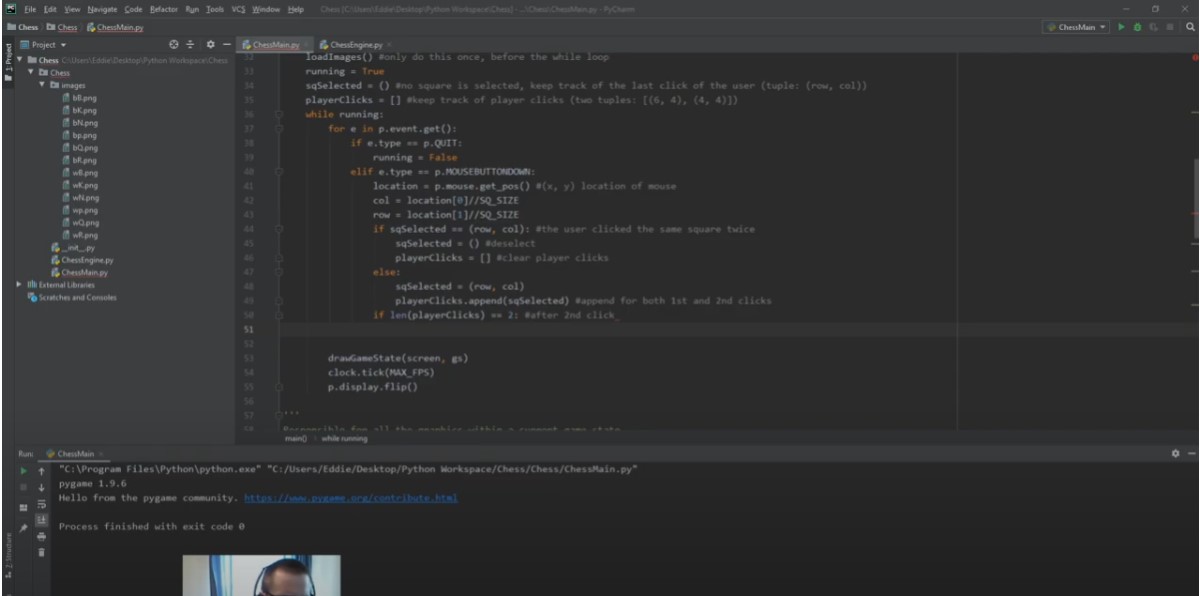 File Edit View Navigate Code Refactor Run Tools VCS Window Help Chess [C:\Users\Eddie\Desktop\Python Workspace\Chess] - ...\Chess\ChessMain.py - PyCharm
Chess Chess ChessMain.py ChessMain
Project ChessMain.py ChessEngine.py
1: Project
Chess C:\Users\Eddie\Desktop\Python Workspace\Chess
Chess
images
bB.png
bK.png
bN.png
bp.png
bQ.png
bR.png
wB.png
wK.png
wN.png
wp.png
wQ.png
wR.png
__init__.py
ChessEngine.py
ChessMain.py
External Libraries
Scratches and Consoles
32 loadImages() #only do this once, before the while loop
33 running = True
34 sqSelected = () #no square is selected, keep track of the last click of the user (tuple: (row, col))
35 playerClicks = [] #keep track of player clicks (two tuples: [(6, 4), (4, 4)])
36 while running:
37 for e in p.event.get():
38 if e.type == p.QUIT:
39 running = False
40 elif e.type == p.MOUSEBUTTONDOWN:
41 location = p.mouse.get_pos() #(x, y) location of mouse
42 col = location[0]//SQ_SIZE
43 row = location[1]//SQ_SIZE
44 if sqSelected == (row, col): #the user clicked the same square twice
45 sqSelected = () #deselect
46 playerClicks = [] #clear player clicks
47 else:
48 sqSelected = (row, col)
49 playerClicks.append(sqSelected) #append for both 1st and 2nd clicks
50 if len(playerClicks) == 2: #after 2nd click
51
52
53 drawGameState(screen, gs)
54 clock.tick(MAX_FPS)
55 p.display.flip()
56
57 '''
58 Responsible for all the graphics within a current game state
main() › while running
Run: ChessMain
"C:\Program Files\Python\python.exe" "C:/Users/Eddie/Desktop/Python Workspace/Chess/Chess/ChessMain.py"
pygame 1.9.6
Hello from the pygame community. https://www.pygame.org/contribute.html
Process finished with exit code 0
Z: Structure